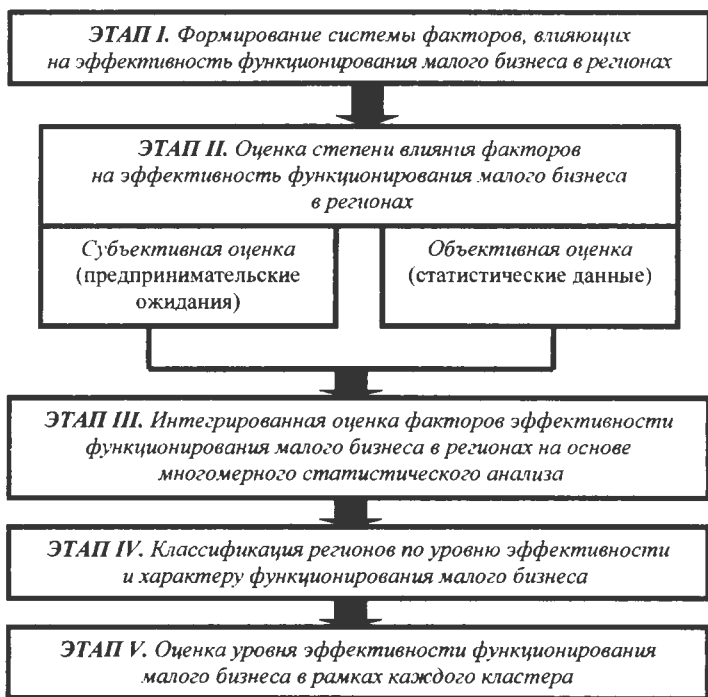 ЭТАП I. Формирование системы факторов, влияющих
на эффективность функционирования малого бизнеса в регионах
ЭТАП II. Оценка степени влияния факторов
на эффективность функционирования малого бизнеса
в регионах
Субъективная оценка
(предпринимательские
ожидания)
Объективная оценка
(статистические данные)
ЭТАП III. Интегрированная оценка факторов эффективности
функционирования малого бизнеса в регионах на основе
многомерного статистического анализа
ЭТАП IV. Классификация регионов по уровню эффективности
и характеру функционирования малого бизнеса
ЭТАП V. Оценка уровня эффективности функционирования
малого бизнеса в рамках каждого кластера